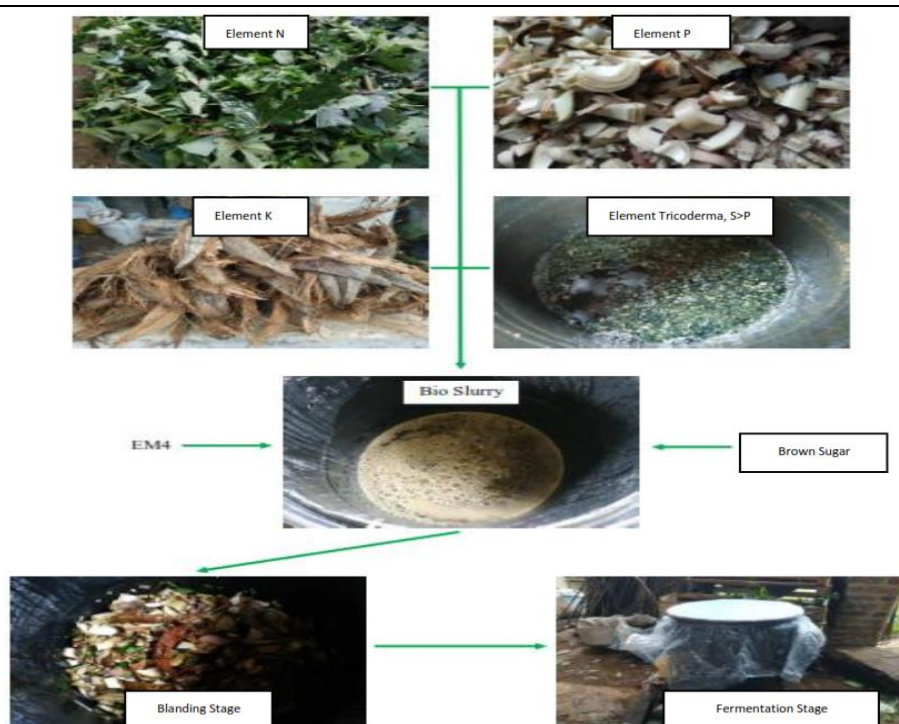 Element N
Element P
Element K
Element Tricoderma, S>P
Bio Slurry
EM4
Brown Sugar
Blanding Stage
Fermentation Stage